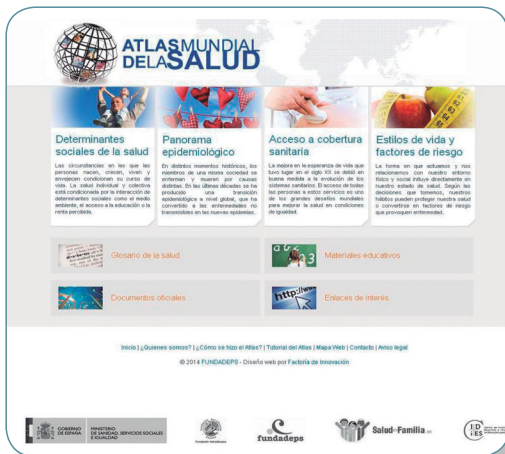 ATLASMUNDIAL
DELASALUD
Determinantes
sociales de la salud
Las circunstancias en las que las
personas nacen, crecen, viven y
envejecen condicionan su curso de
vida. La salud individual y colectiva
está condicionada por la interacción de
determinantes sociales como el medio
ambiente, el acceso a la educación o la
renta percibida.
Panorama
epidemiológico
En distintos momentos históricos, los
miembros de una misma sociedad se
enferman y mueren por causas
distintas. En las últimas décadas se ha
producido una transición
epidemiológica a nivel global, que ha
convertido a las enfermedades no
transmisibles en las nuevas epidemias.
Acceso a cobertura
sanitaria
La mejora en la esperanza de vida que
tuvo lugar en el siglo XX se debió en
buena medida a la evolución de los
sistemas sanitarios. El acceso de todas
las personas a estos servicios es uno
de los grandes desafíos mundiales
para mejorar la salud en condiciones
de igualdad.
Estilos de vida y
factores de riesgo
La forma en que actuamos y nos
relacionamos con nuestro entorno
físico y social influye directamente en
nuestro estado de salud. Según las
decisiones que tomemos, nuestros
hábitos pueden proteger nuestra salud
o convertirse en factores de riesgo
que provoquen enfermedad.
Glosario de la salud
Materiales educativos
Documentos oficiales
http://w
Enlaces de interés
Inicio | ¿Quienes somos? | ¿Cómo se hizo el Atlas? | Tutorial del Atlas | Mapa Web | Contacto | Aviso legal
© 2014 FUNDADEPS - Diseño web por Factoría de Innovación
GOBIERNO
DE ESPAÑA
MINISTERIO
DE SANIDAD, SERVICIOS SOCIALES
E IGUALDAD
fundadeps
Salud Familia